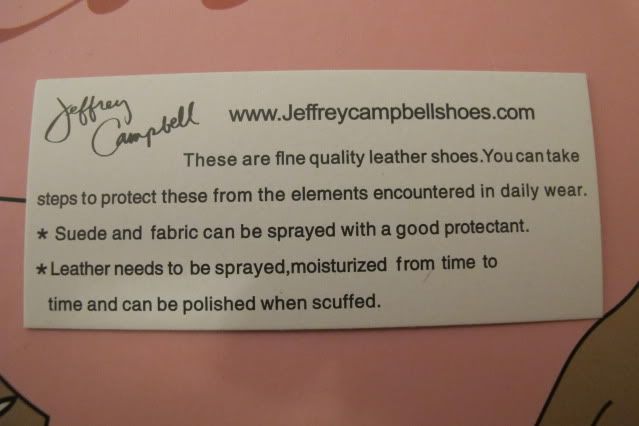 Jeffrey
Campbell
www.Jeffreycampbellshoes.com
These are fine quality leather shoes.You can take
steps to protect these from the elements encountered in daily wear.
* Suede and fabric can be sprayed with a good protectant.
* Leather needs to be sprayed,moisturized from time to
time and can be polished when scuffed.